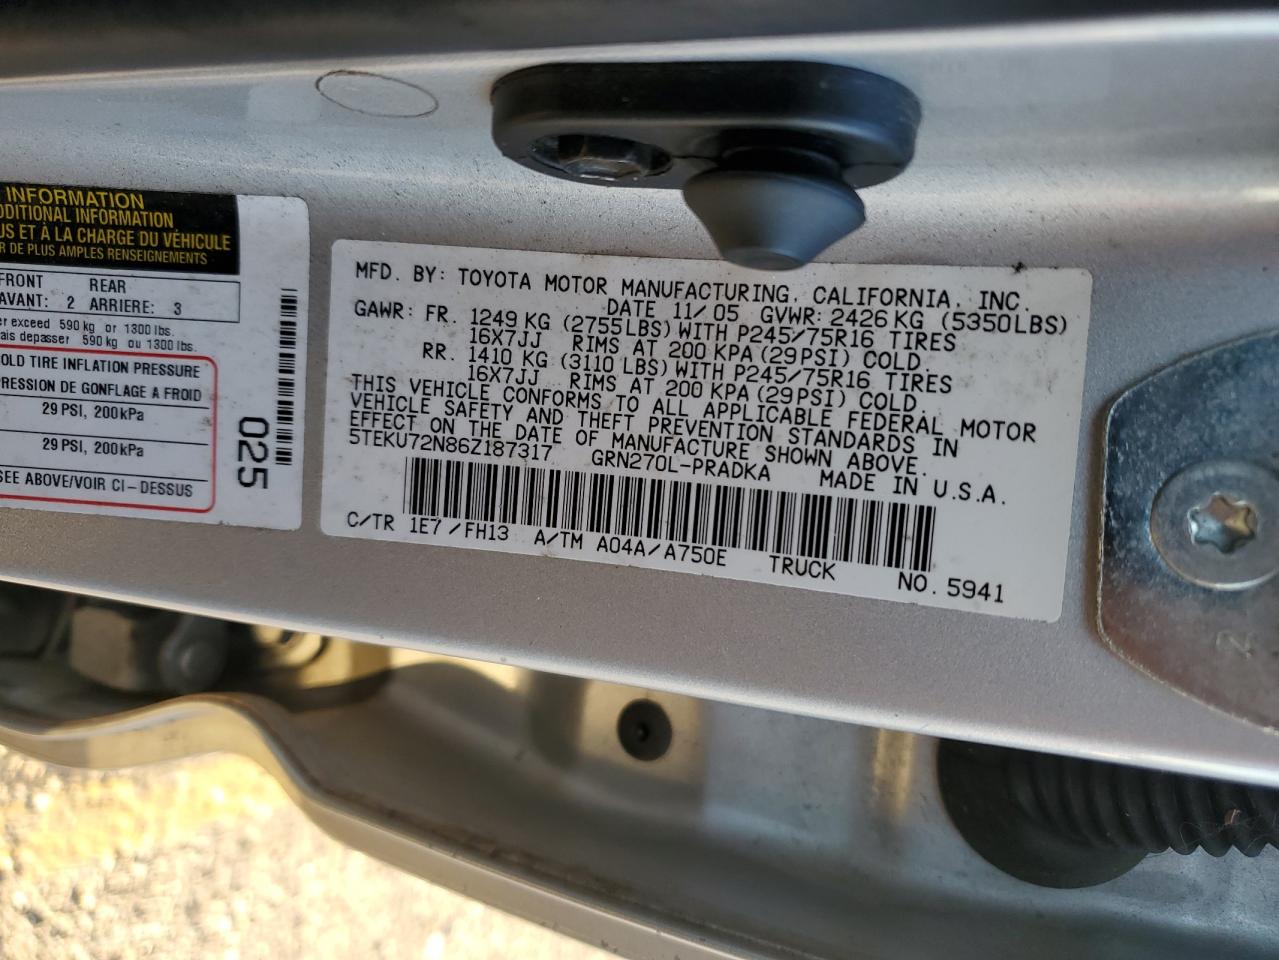 INFORMATION
DDITIONAL INFORMATION
US ET À LA CHARGE DU VÉHICULE
R DE PLUS AMPLES RENSEIGNEMENTS
FRONT REAR
AVANT: 2 ARRIERE: 3
er exceed 590 kg or 1300 lbs.
ais depasser 590 kg ou 1300 lbs.
OLD TIRE INFLATION PRESSURE
PRESSION DE GONFLAGE A FROID
29 PSI, 200kPa
29 PSI, 200kPa
SEE ABOVE/VOIR CI-DESSUS
025
MFD. BY: TOYOTA MOTOR MANUFACTURING, CALIFORNIA, INC.
DATE 11/05 GVWR: 2426 KG (5350LBS)
GAWR: FR. 1249 KG (2755LBS) WITH P245/75R16 TIRES
16X7JJ RIMS AT 200 KPA (29PSI) COLD.
RR. 1410 KG (3110 LBS) WITH P245/75R16 TIRES
16X7JJ RIMS AT 200 KPA (29PSI) COLD.
THIS VEHICLE CONFORMS TO ALL APPLICABLE FEDERAL MOTOR
VEHICLE SAFETY AND THEFT PREVENTION STANDARDS IN
EFFECT ON THE DATE OF MANUFACTURE SHOWN ABOVE.
5TEKU72N86Z187317 GRN270L-PRADKA MADE IN U.S.A.
C/TR 1E7/FH13 A/TM A04A/A750E TRUCK NO. 5941